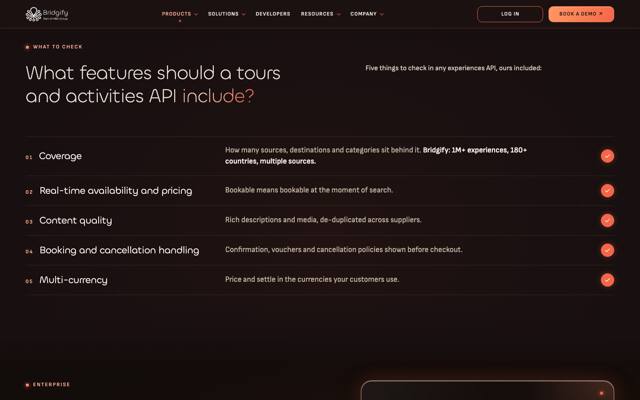 Bridgify
PRODUCTS
SOLUTIONS
DEVELOPERS
RESOURCES
COMPANY
LOG IN
BOOK A DEMO ↗
WHAT TO CHECK
What features should a tours
and activities API include?
Five things to check in any experiences API, ours included:
01 Coverage
How many sources, destinations and categories sit behind it. Bridgify: 1M+ experiences, 180+
countries, multiple sources.
02 Real-time availability and pricing
Bookable means bookable at the moment of search.
03 Content quality
Rich descriptions and media, de-duplicated across suppliers.
04 Booking and cancellation handling
Confirmation, vouchers and cancellation policies shown before checkout.
05 Multi-currency
Price and settle in the currencies your customers use.
ENTERPRISE